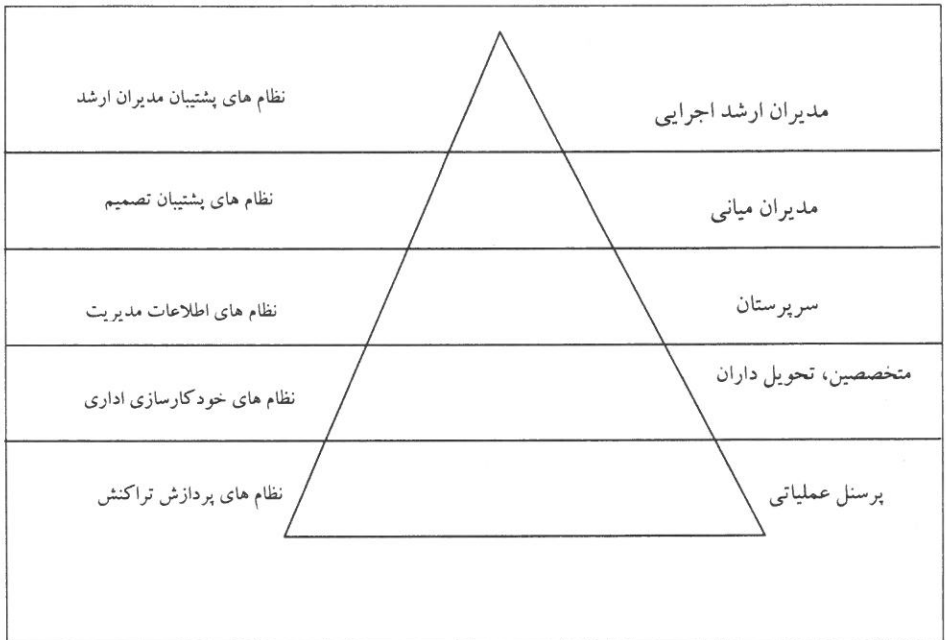 مدیران ارشد اجرایی
نظام های پشتیبان مدیران ارشد
مدیران میانی
نظام های پشتیبان تصمیم
سرپرستان
نظام های اطلاعات مدیریت
متخصصین، تحویل داران
نظام های خودکارسازی اداری
پرسنل عملیاتی
نظام های پردازش تراکنش